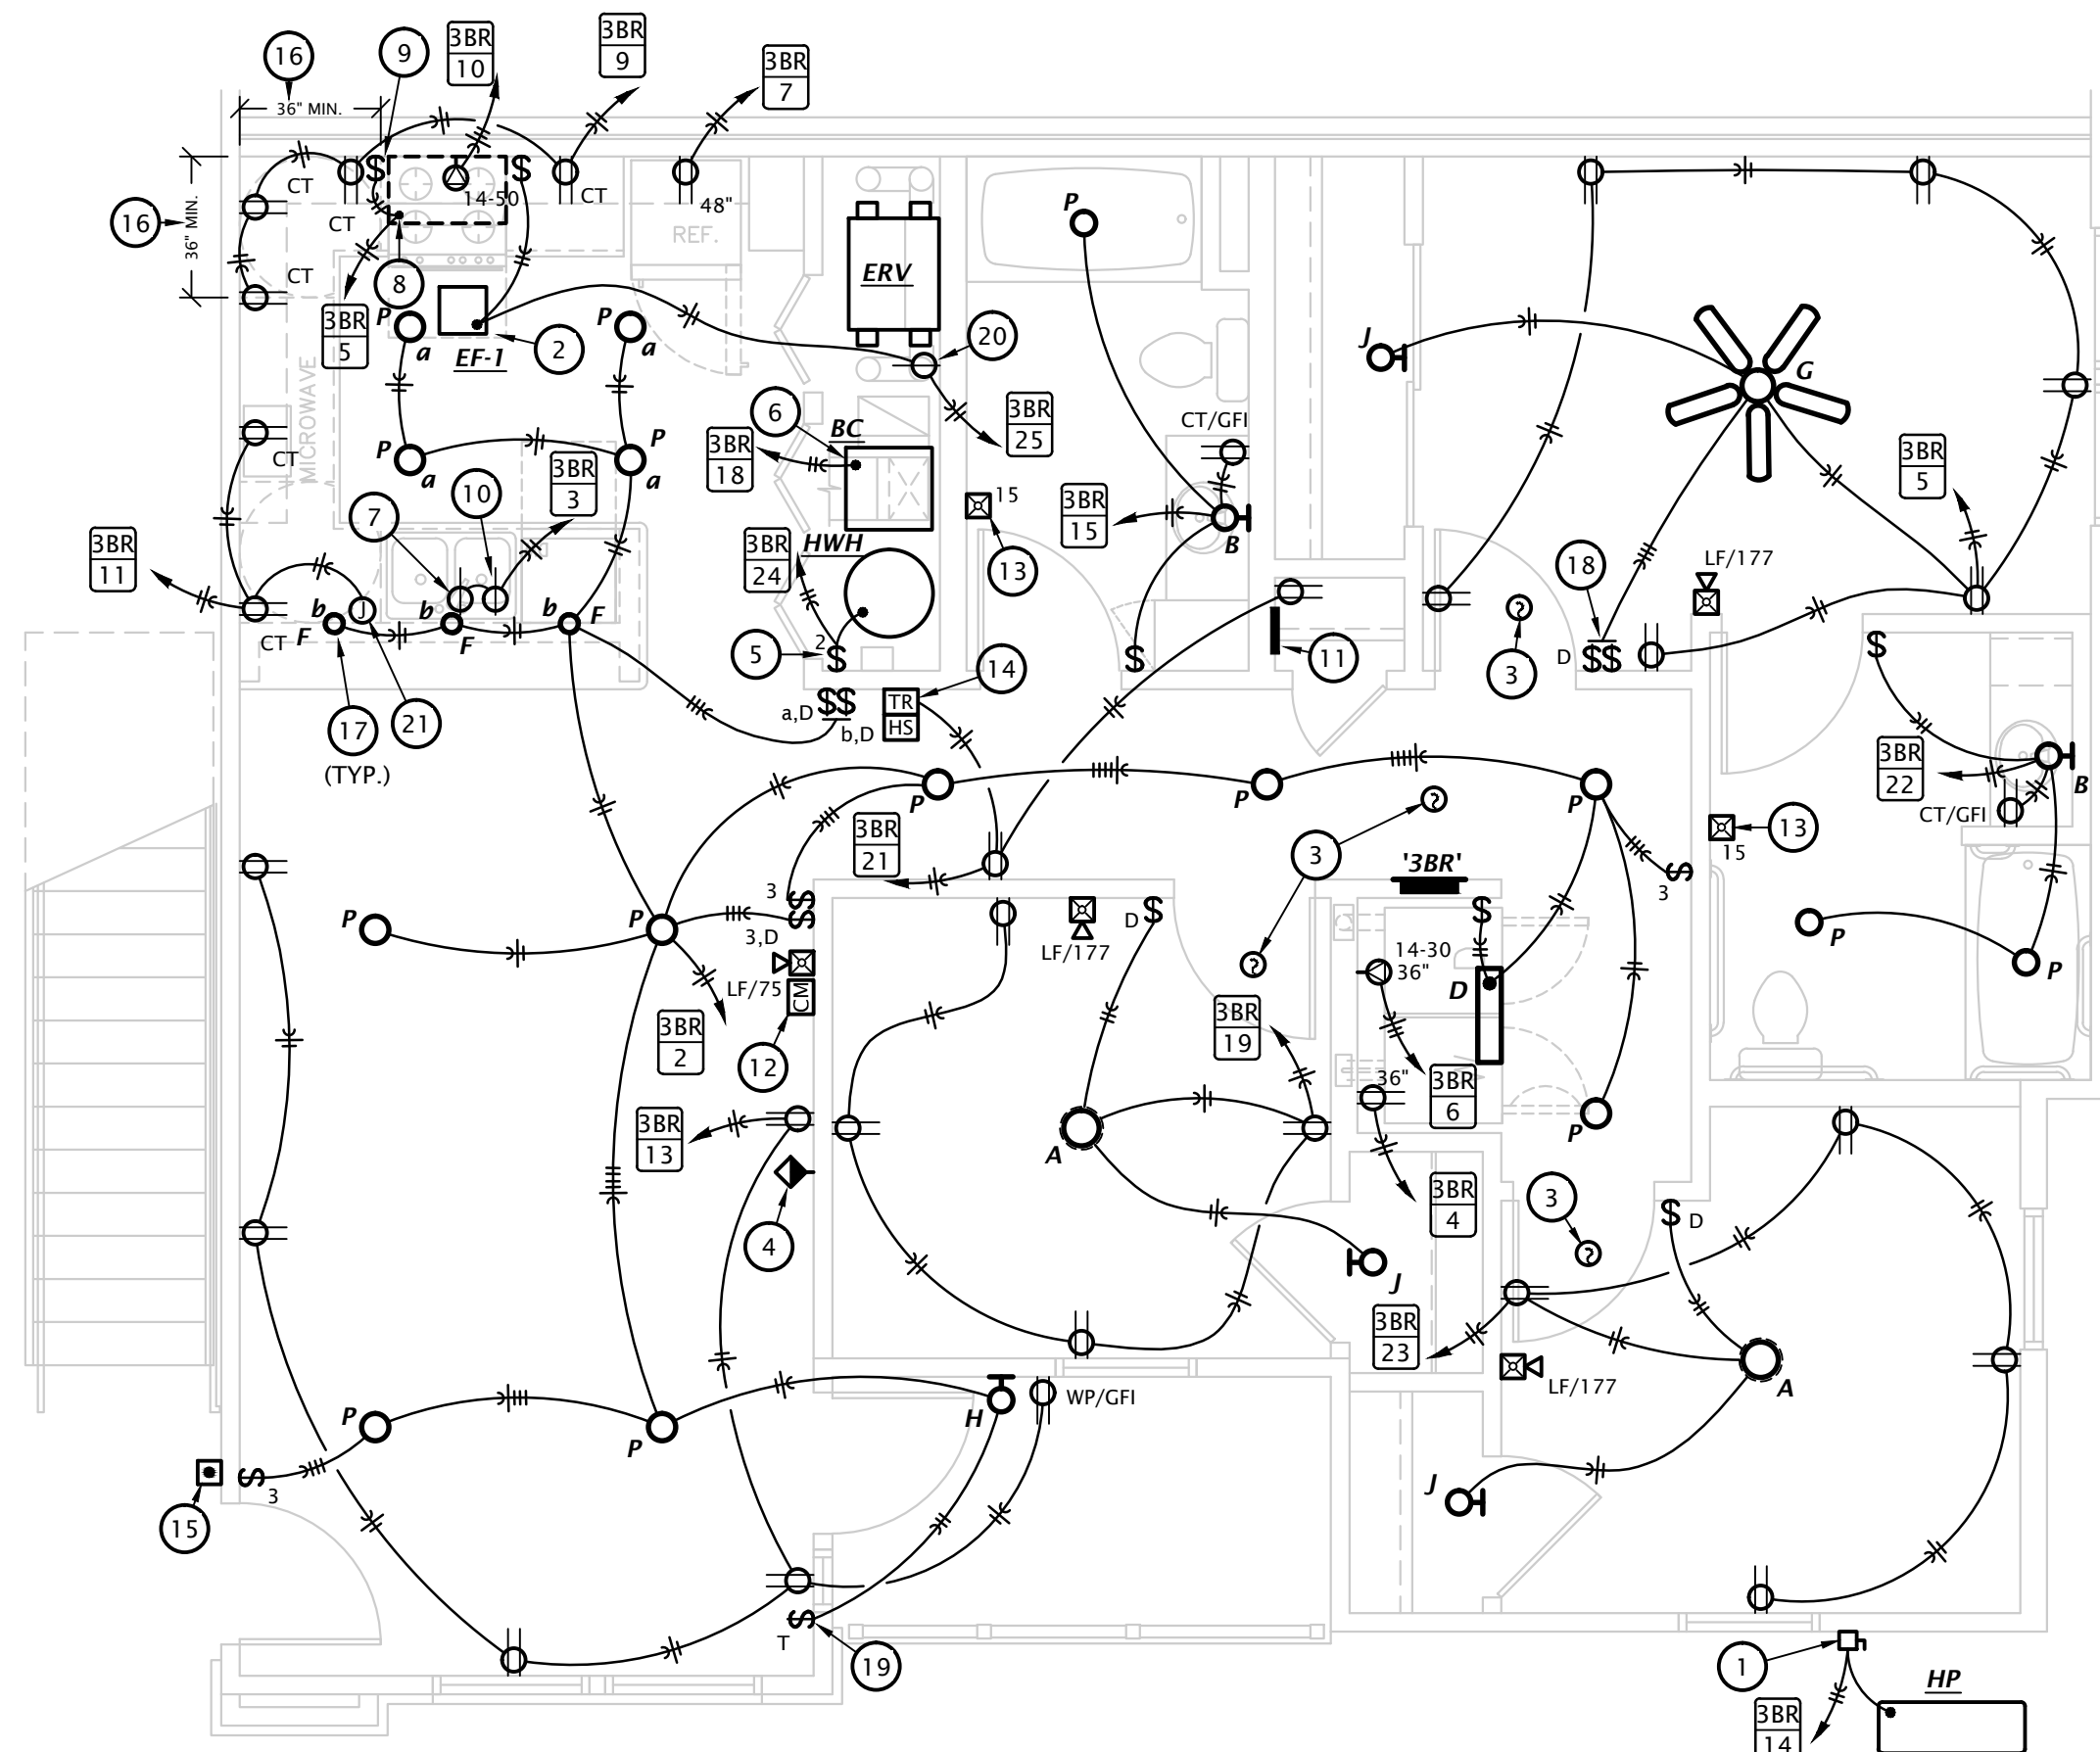 16
9
3BR
10
3BR
9
3BR
7
36" MIN.
16
36" MIN.
CT
CT
CT
CT
14-50
48"
REF.
8
3BR
5
P
a
P
a
EF-1
2
ERV
20
P
J
G
MICROWAVE
6
BC
3BR
18
3BR
25
CT/GFI
3BR
5
P
a
P
a
CT
7
10
3BR
3
15
3BR
15
B
3BR
11
HWH
3BR
24
13
18
LF/177
J
b
F
b
F
b
F
CT
2
5
14
11
3
D
17
(TYP.)
21
a,D
b,D
TR
HS
3BR
22
B
CT/GFI
P
P
P
3BR
21
3
'3BR'
13
15
3
3
P
P
3,D
D
LF/177
14-30
36"
D
P
P
LF/75
CM
3BR
2
12
3BR
19
36"
3BR
6
3BR
13
A
P
4
3BR
4
3
D
J
3BR
23
LF/177
A
P
P
H
WP/GFI
3
15
J
T
19
1
HP
3BR
14